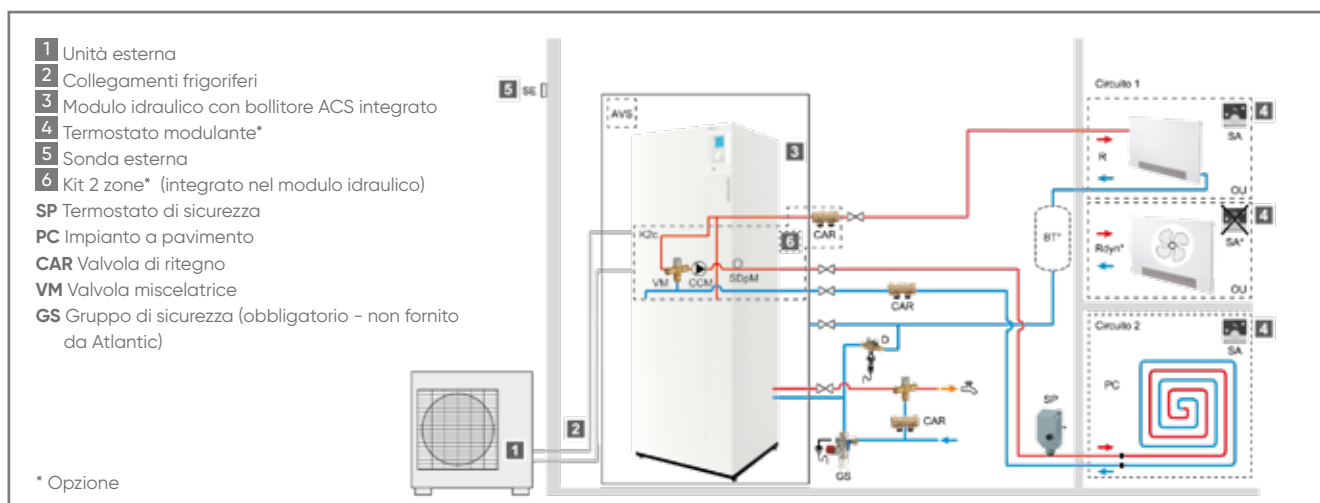 1 Unità esterna
2 Collegamenti frigoriferi
3 Modulo idraulico con bollitore ACS integrato
4 Termostato modulante*
5 Sonda esterna
6 Kit 2 zone* (integrato nel modulo idraulico)
SP Termostato di sicurezza
PC Impianto a pavimento
CAR Valvola di ritegno
VM Valvola miscelatrice
GS Gruppo di sicurezza (obbligatorio - non fornito
da Atlantic)
* Opzione
5 SE
AVS
3
K2c
6
VM
CCM
SDpM
CAR
CAR
D
CAR
GS
1
2
BT*
SP
Circuito 1
4
SA
R
OU
4
SA*
Rdyn*
OU
Circuito 2
4
SA
PC